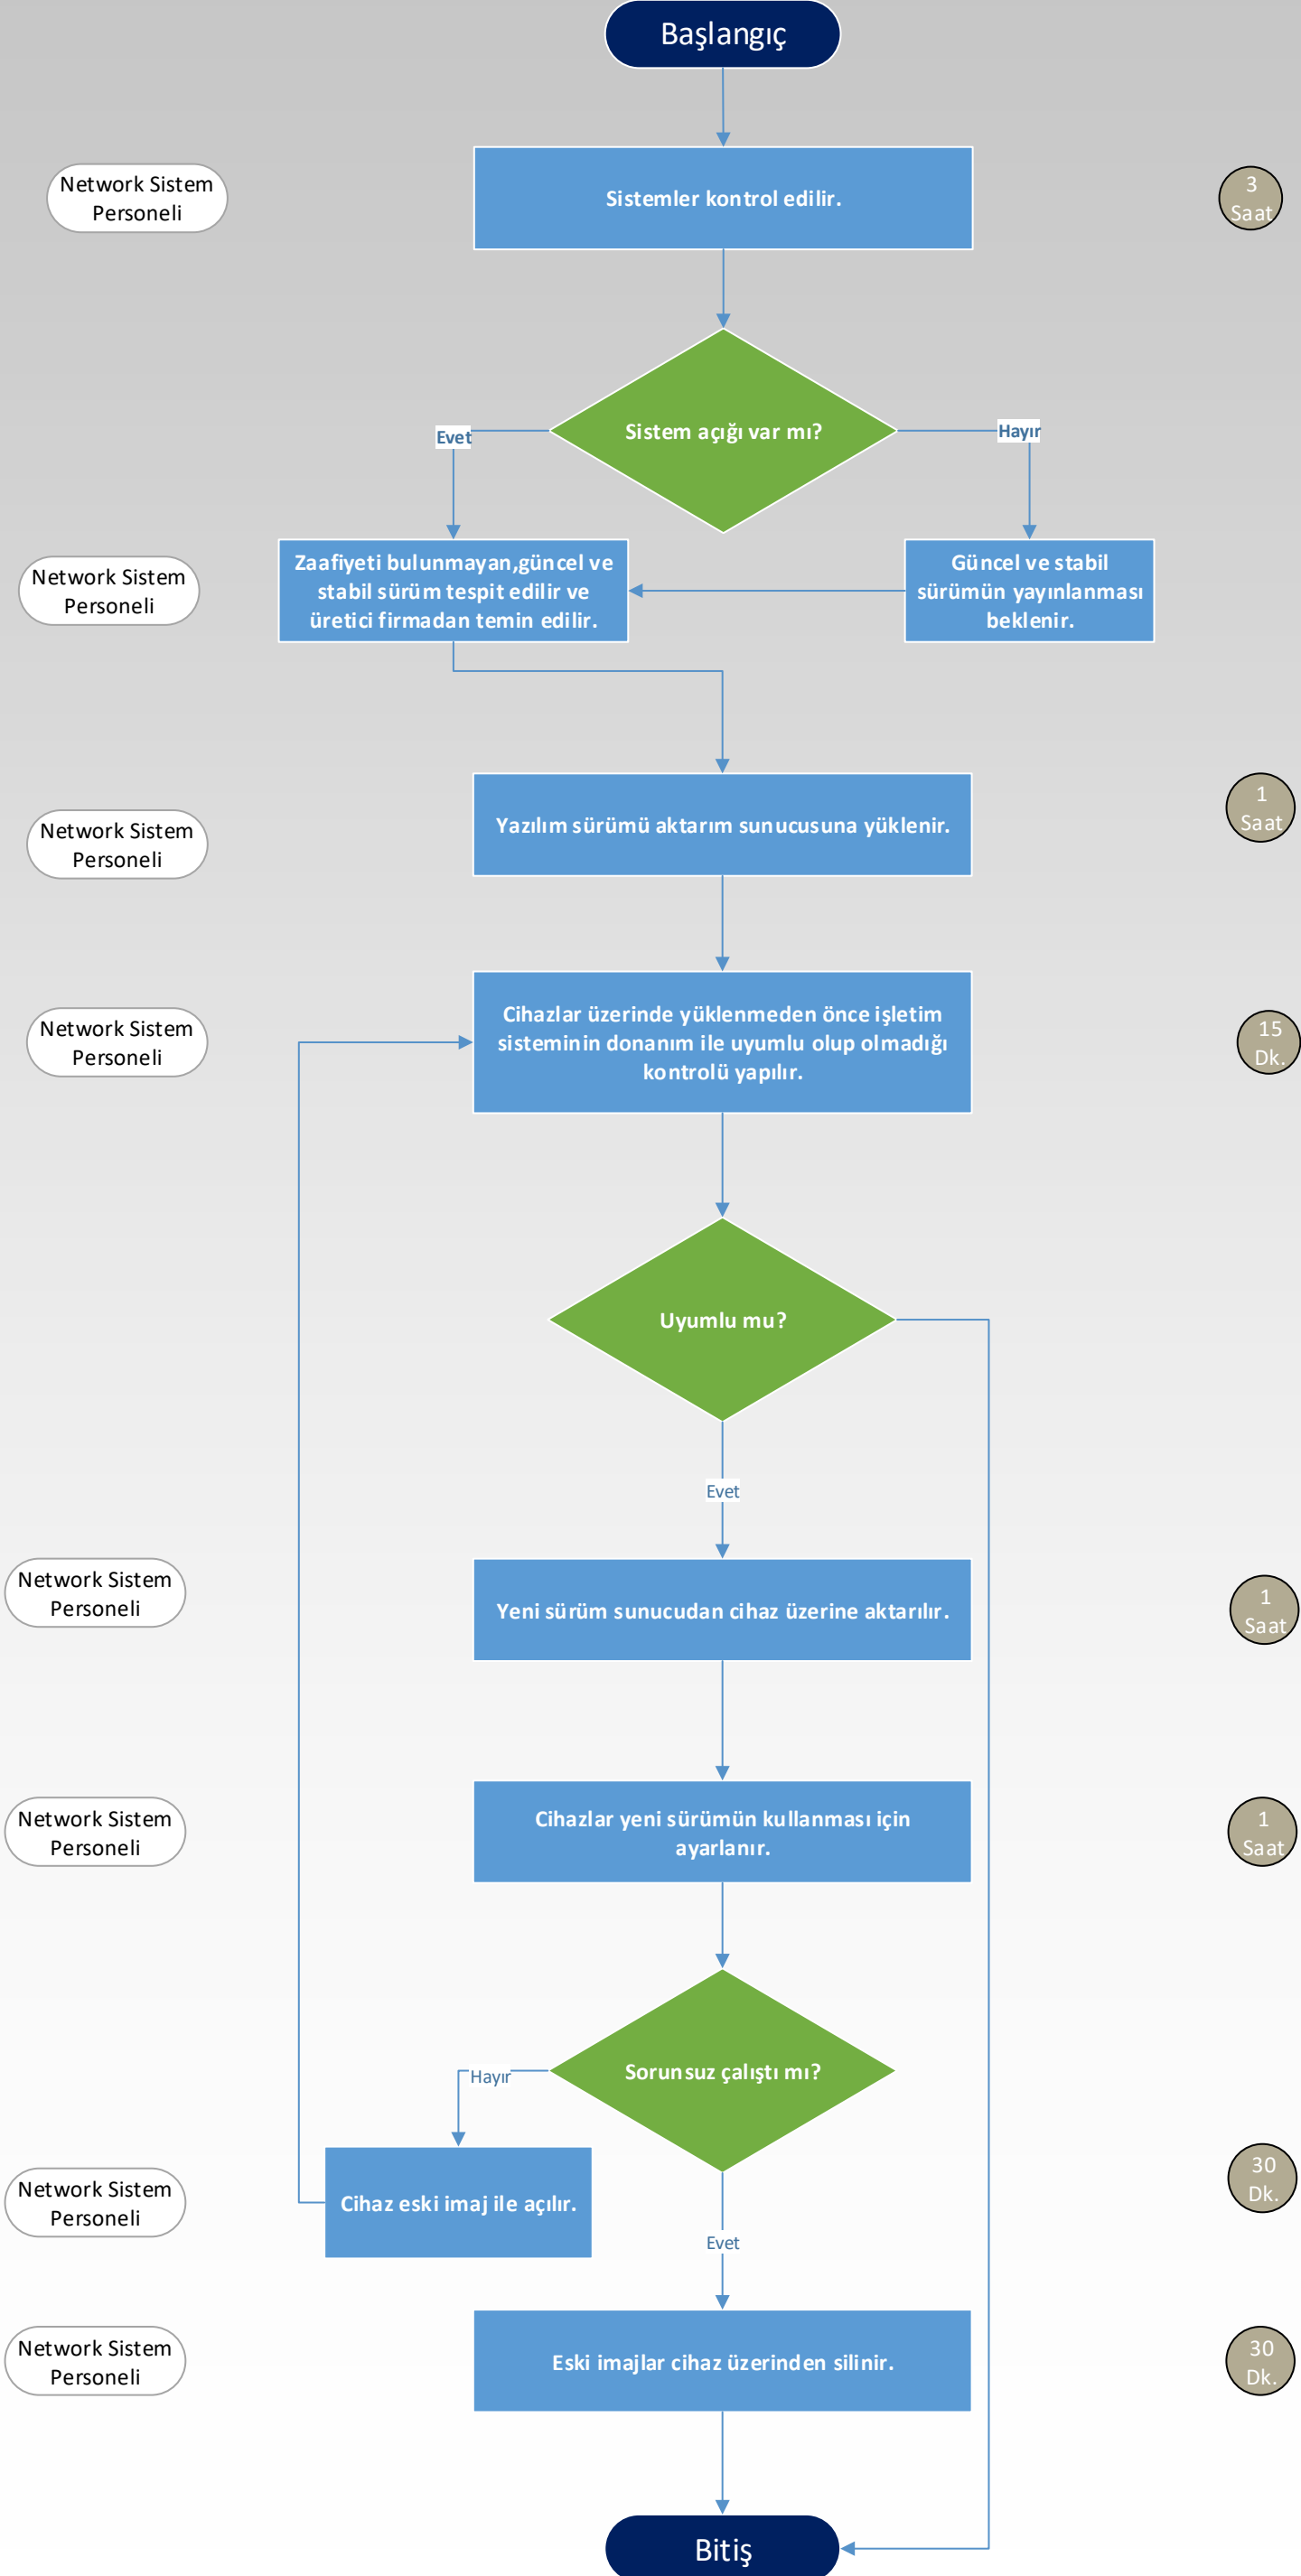 Başlangıç
Network Sistem
Personeli
Sistemler kontrol edilir.
3
Saat
Sistem açığı var mı?
Evet
Hayır
Network Sistem
Personeli
Zaafiyeti bulunmayan,güncel ve
stabil sürüm tespit edilir ve
üretici firmadan temin edilir.
Güncel ve stabil
sürümün yayınlanması
beklenir.
Network Sistem
Personeli
Yazılım sürümü aktarım sunucusuna yüklenir.
1
Saat
Network Sistem
Personeli
Cihazlar üzerinde yüklenmeden önce işletim
sisteminin donanım ile uyumlu olup olmadığı
kontrolü yapılır.
15
Dk.
Uyumlu mu?
Evet
Network Sistem
Personeli
Yeni sürüm sunucudan cihaz üzerine aktarılır.
1
Saat
Network Sistem
Personeli
Cihazlar yeni sürümün kullanması için
ayarlanır.
1
Saat
Sorunsuz çalıştı mı?
Hayır
Network Sistem
Personeli
Cihaz eski imaj ile açılır.
30
Dk.
Evet
Network Sistem
Personeli
Eski imajlar cihaz üzerinden silinir.
30
Dk.
Bitiş